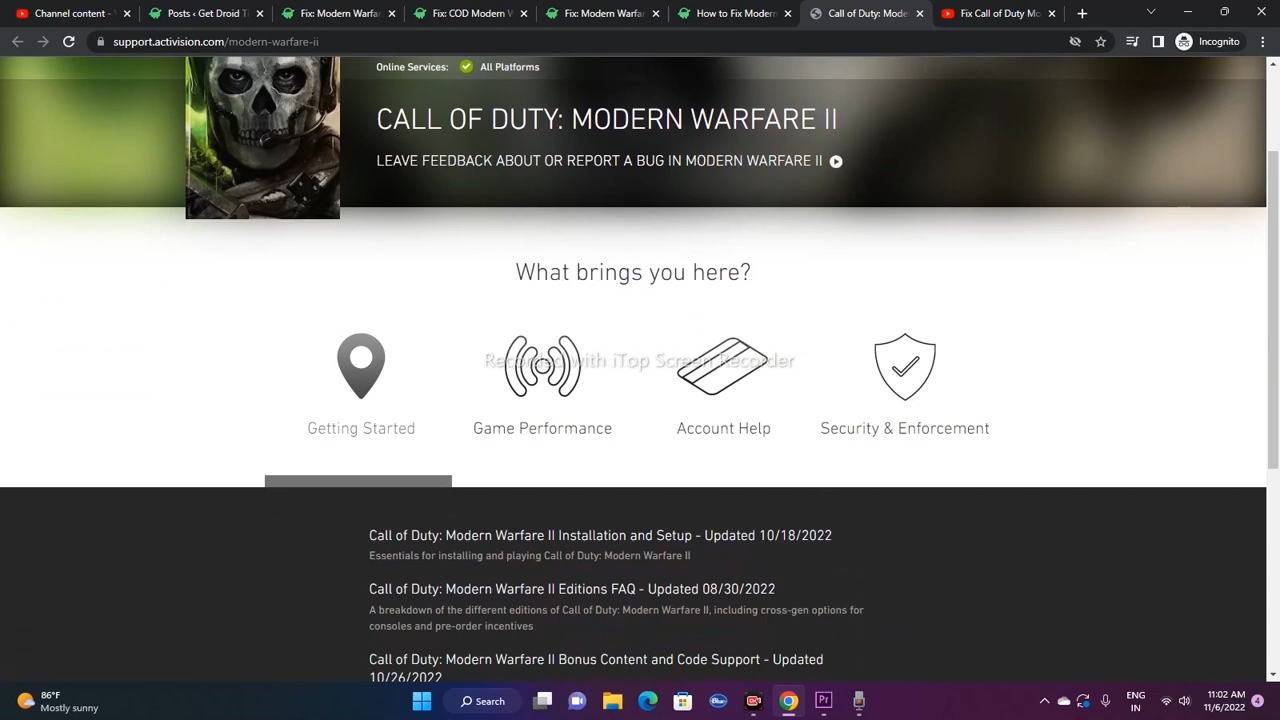 Channel content - Y
Posts ‹ Get Droid Ti
Fix: Modern Warfar
Fix: COD Modern W
Fix: Modern Warfar
How to Fix Modern
Call of Duty: Mode
Fix Call of Duty Mo
support.activision.com/modern-warfare-ii
Incognito
Online Services: All Platforms
CALL OF DUTY: MODERN WARFARE II
LEAVE FEEDBACK ABOUT OR REPORT A BUG IN MODERN WARFARE II
What brings you here?
Recorded with iTop Screen Recorder
Getting Started
Game Performance
Account Help
Security & Enforcement
Call of Duty: Modern Warfare II Installation and Setup - Updated 10/18/2022
Essentials for installing and playing Call of Duty: Modern Warfare II
Call of Duty: Modern Warfare II Editions FAQ - Updated 08/30/2022
A breakdown of the different editions of Call of Duty: Modern Warfare II, including cross-gen options for
consoles and pre-order incentives
Call of Duty: Modern Warfare II Bonus Content and Code Support - Updated
10/26/2022
86°F
Mostly sunny
Search
Blue
Pr
ENG
IN
11:02 AM
11/6/2022
4